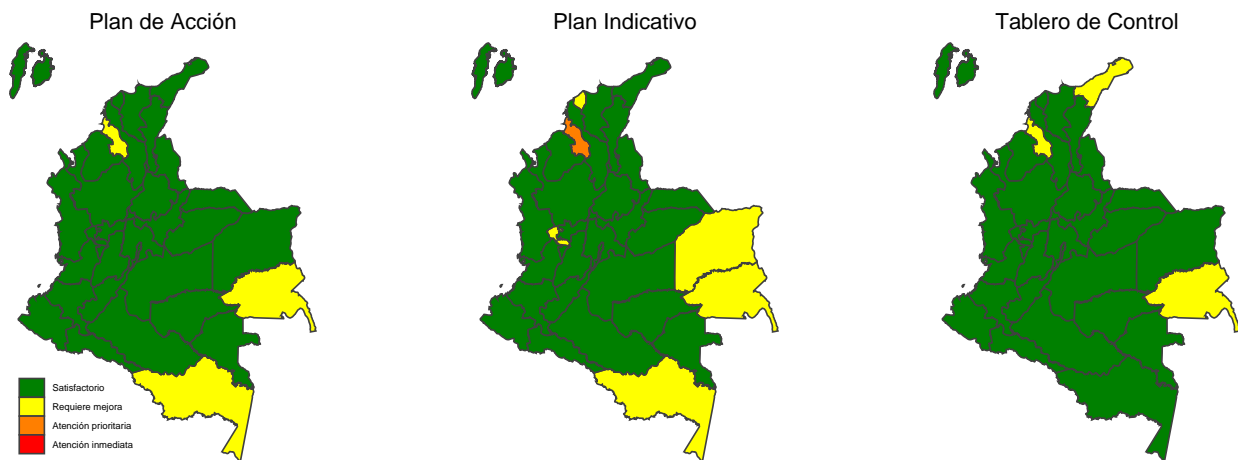 Plan de Acción
Plan Indicativo
Tablero de Control
Satisfactorio
Requiere mejora
Atención prioritaria
Atención inmediata